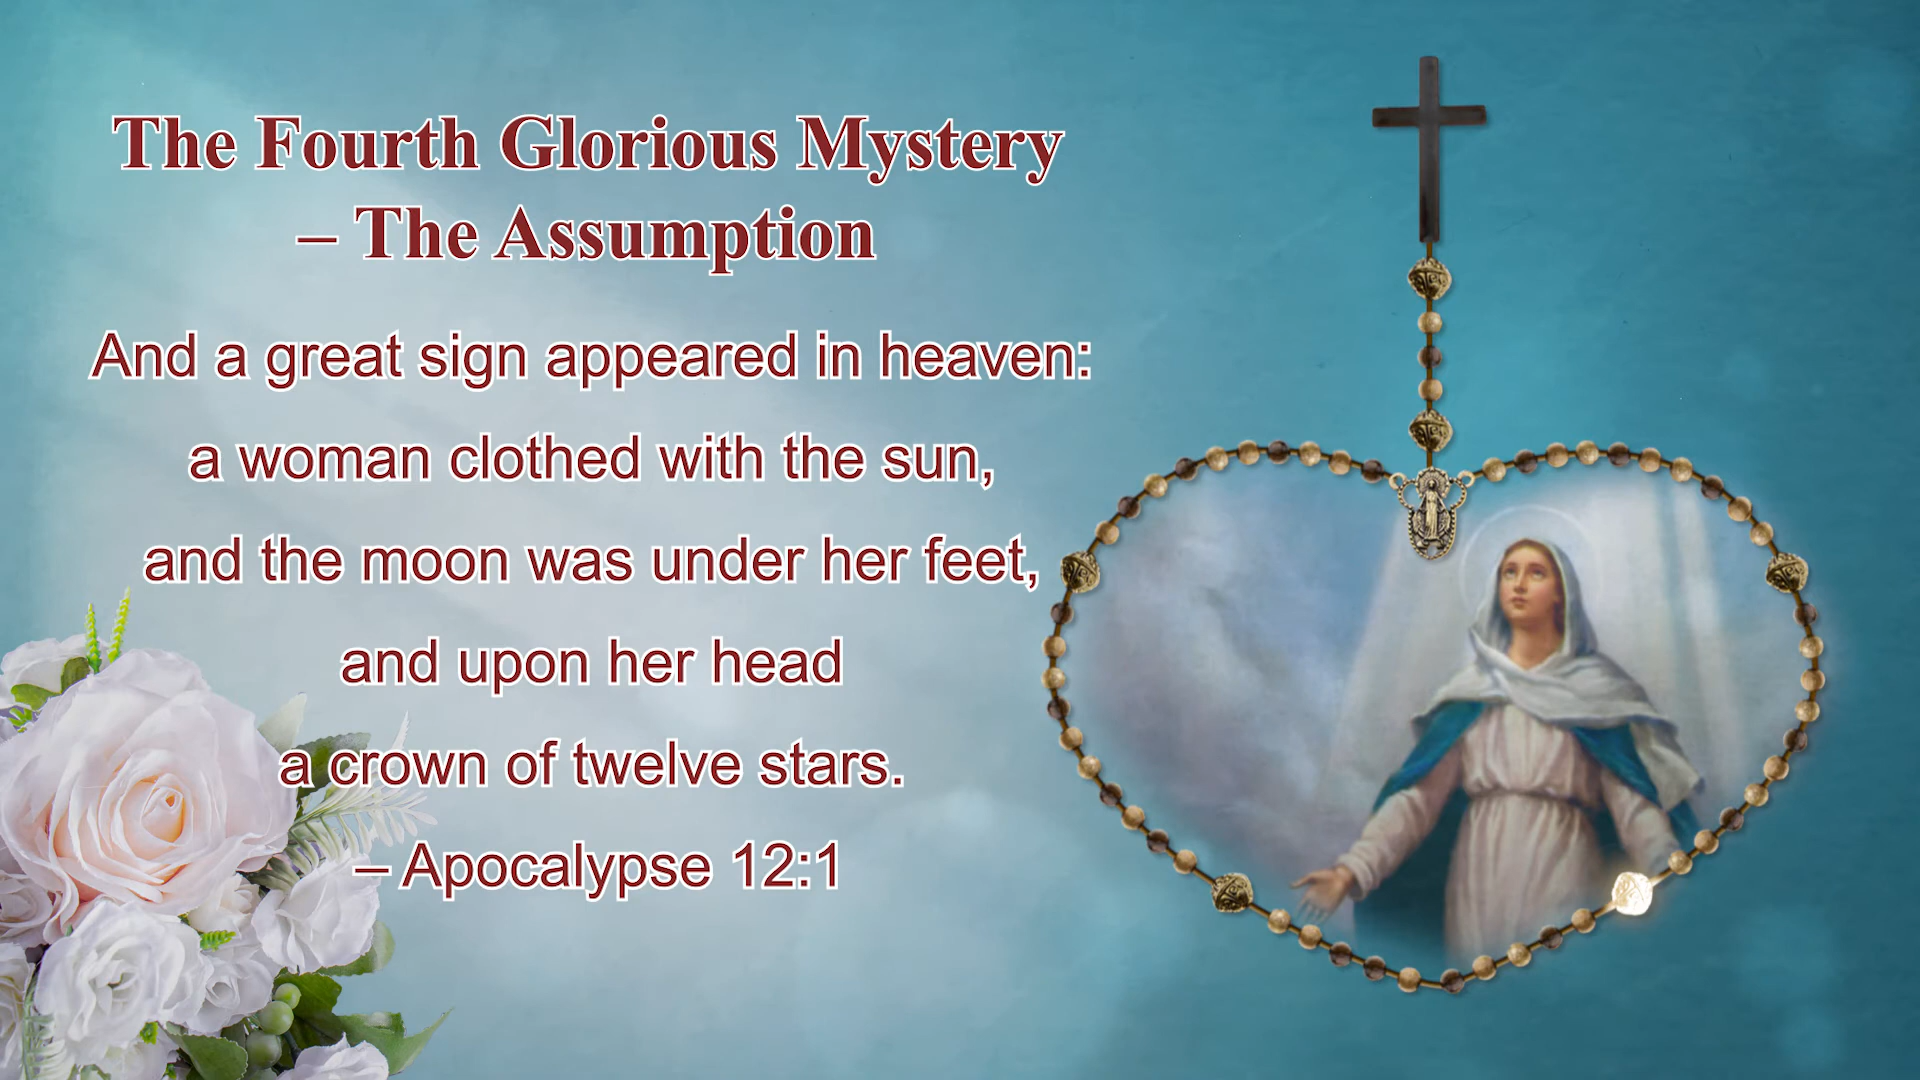 The Fourth Glorious Mystery
– The Assumption
And a great sign appeared in heaven:
a woman clothed with the sun,
and the moon was under her feet,
and upon her head
a crown of twelve stars.
– Apocalypse 12:1